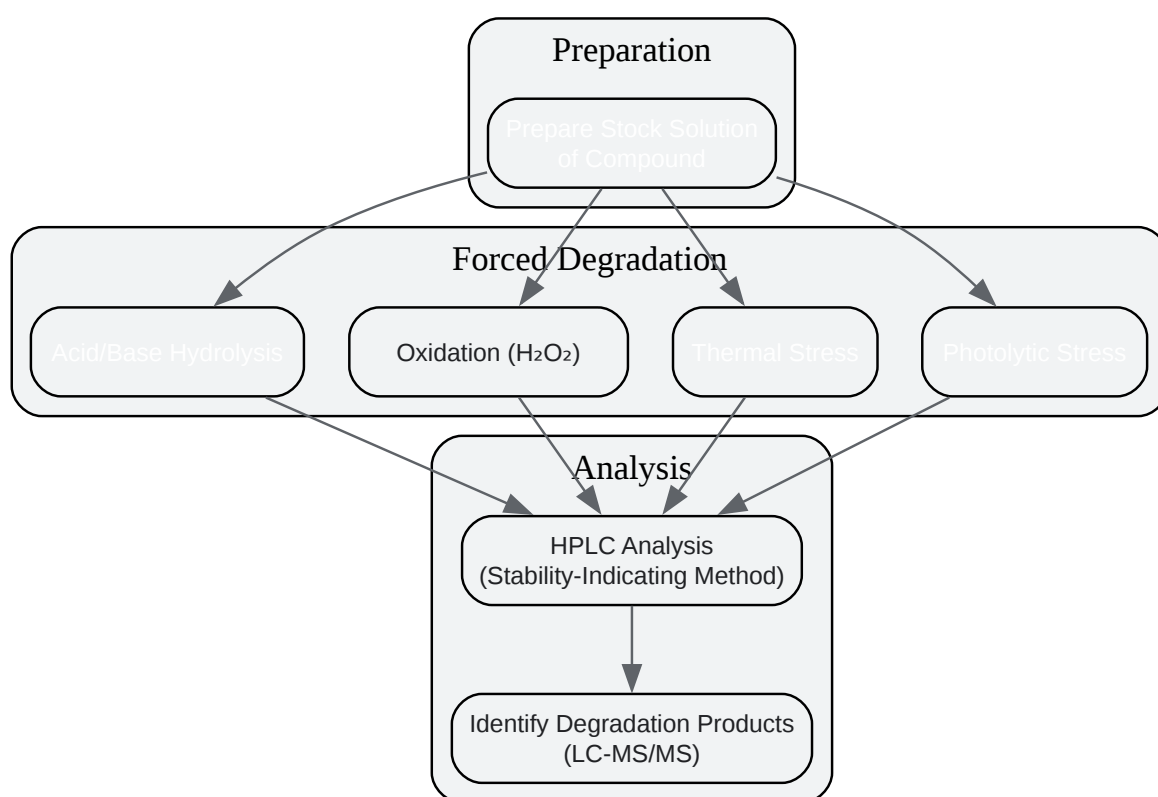 Preparation
Prepare Stock Solution
of Compound
Forced Degradation
Acid/Base Hydrolysis
Oxidation (H₂O₂)
Thermal Stress
Photolytic Stress
Analysis
HPLC Analysis
(Stability-Indicating Method)
Identify Degradation Products
(LC-MS/MS)